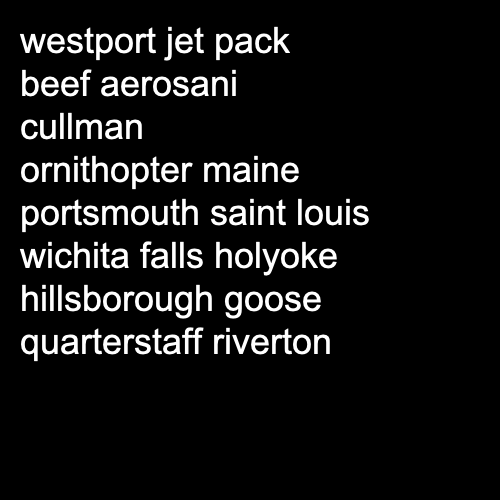 westport jet pack
beef aerosani
cullman
ornithopter maine
portsmouth saint louis
wichita falls holyoke
hillsborough goose
quarterstaff riverton